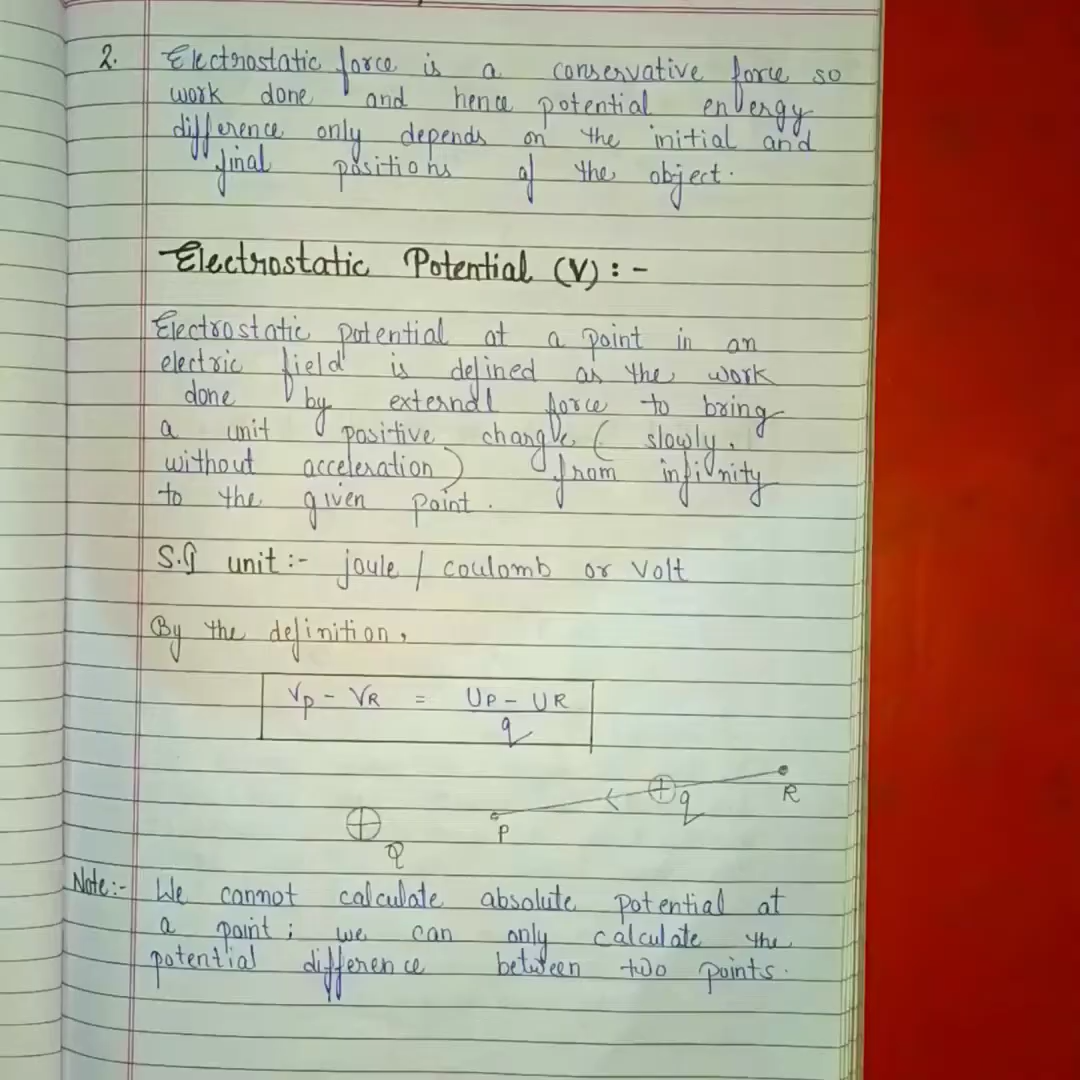 2. Electrostatic force is a conservative force so
work done and hence potential energy
difference only depends on the initial and
final positions of the object.
Electrostatic Potential (V) : -
Electrostatic potential at a point in an
electric field is defined as the work
done by external force to bring
a unit positive change ( slowly,
without acceleration) from infinity
to the given point.
S.I unit :- joule / coulomb or Volt
By the definition,
VP - VR = UP - UR
q
R
q
P
Q
Note:- We cannot calculate absolute potential at
a point; we can only calculate the
potential difference between two points.